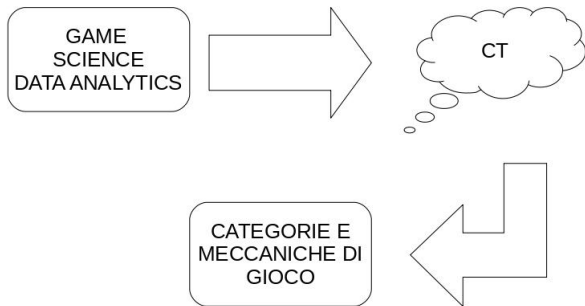 GAME
SCIENCE
DATA ANALYTICS
CT
CATEGORIE E
MECCANICHE DI
GIOCO